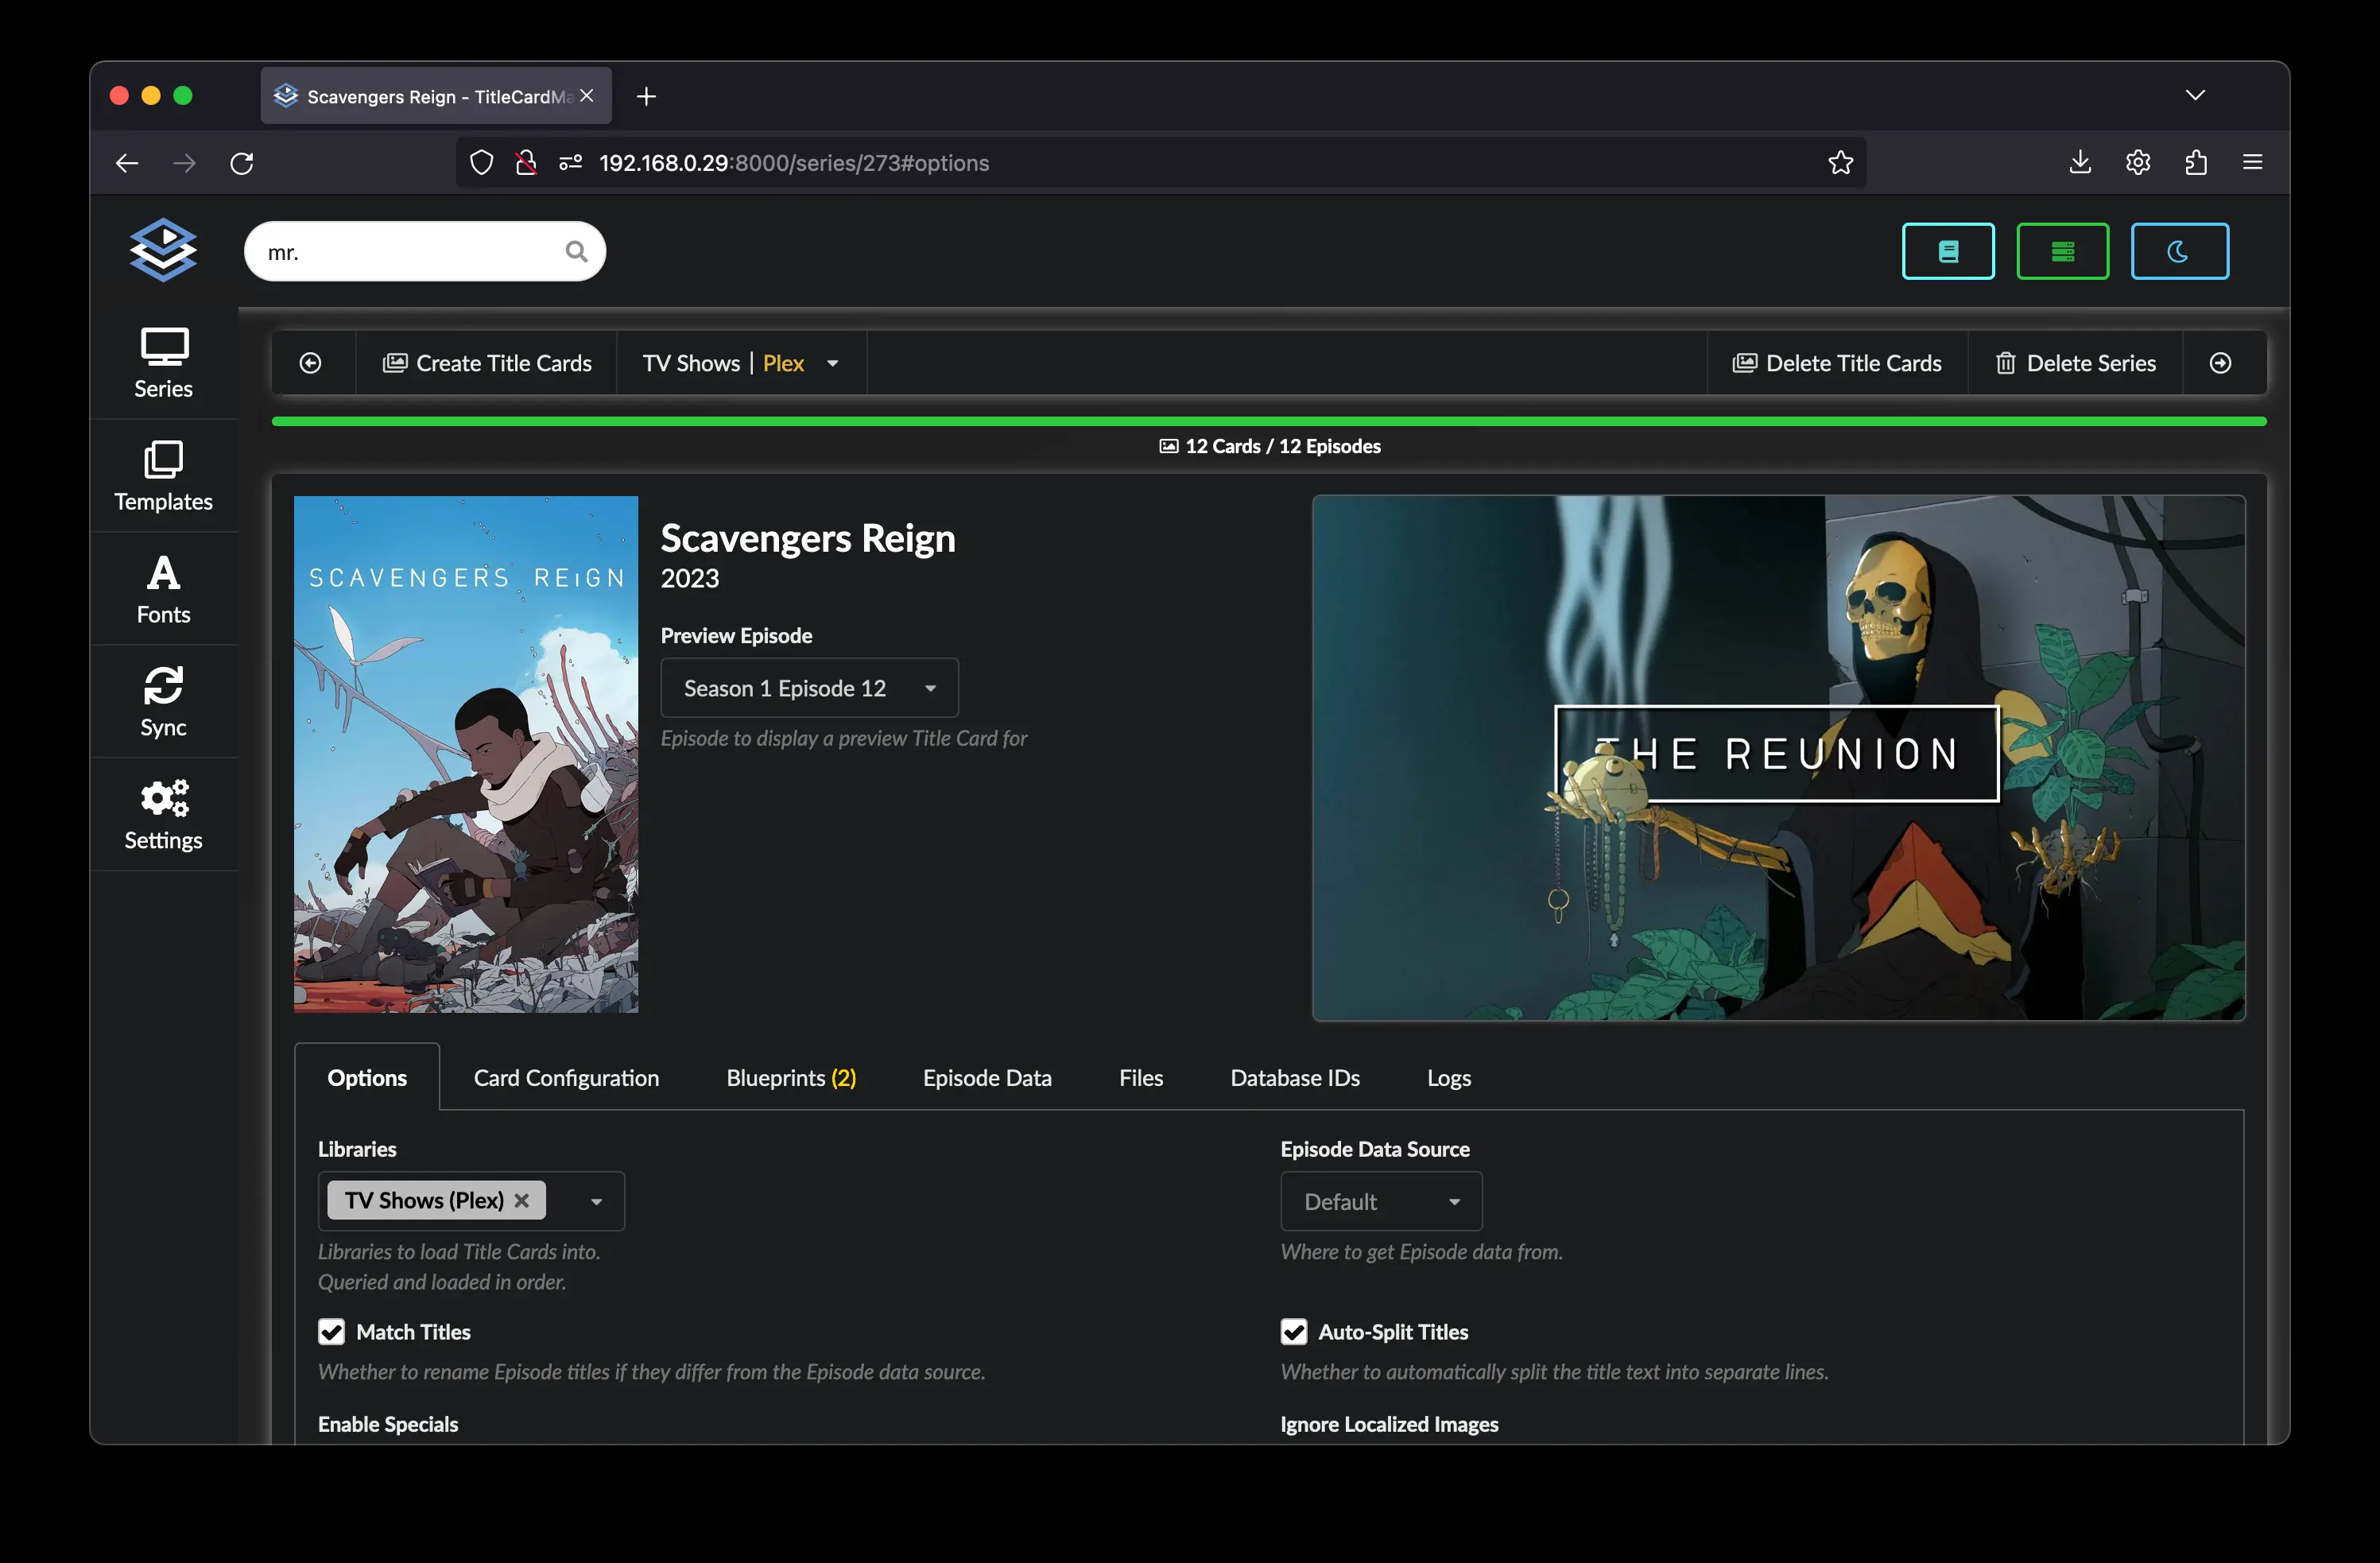 Scavengers Reign - TitleCardMa
192.168.0.29:8000/series/273#options
mr.
Series
Templates
Fonts
Sync
Settings
Create Title Cards
TV Shows | Plex
Delete Title Cards
Delete Series
12 Cards / 12 Episodes
SCAVENGERS REiGN
Scavengers Reign
2023
Preview Episode
Season 1 Episode 12
Episode to display a preview Title Card for
THE REUNION
Options
Card Configuration
Blueprints (2)
Episode Data
Files
Database IDs
Logs
Libraries
TV Shows (Plex)
Libraries to load Title Cards into.
Queried and loaded in order.
Episode Data Source
Default
Where to get Episode data from.
Match Titles
Whether to rename Episode titles if they differ from the Episode data source.
Auto-Split Titles
Whether to automatically split the title text into separate lines.
Enable Specials
Ignore Localized Images